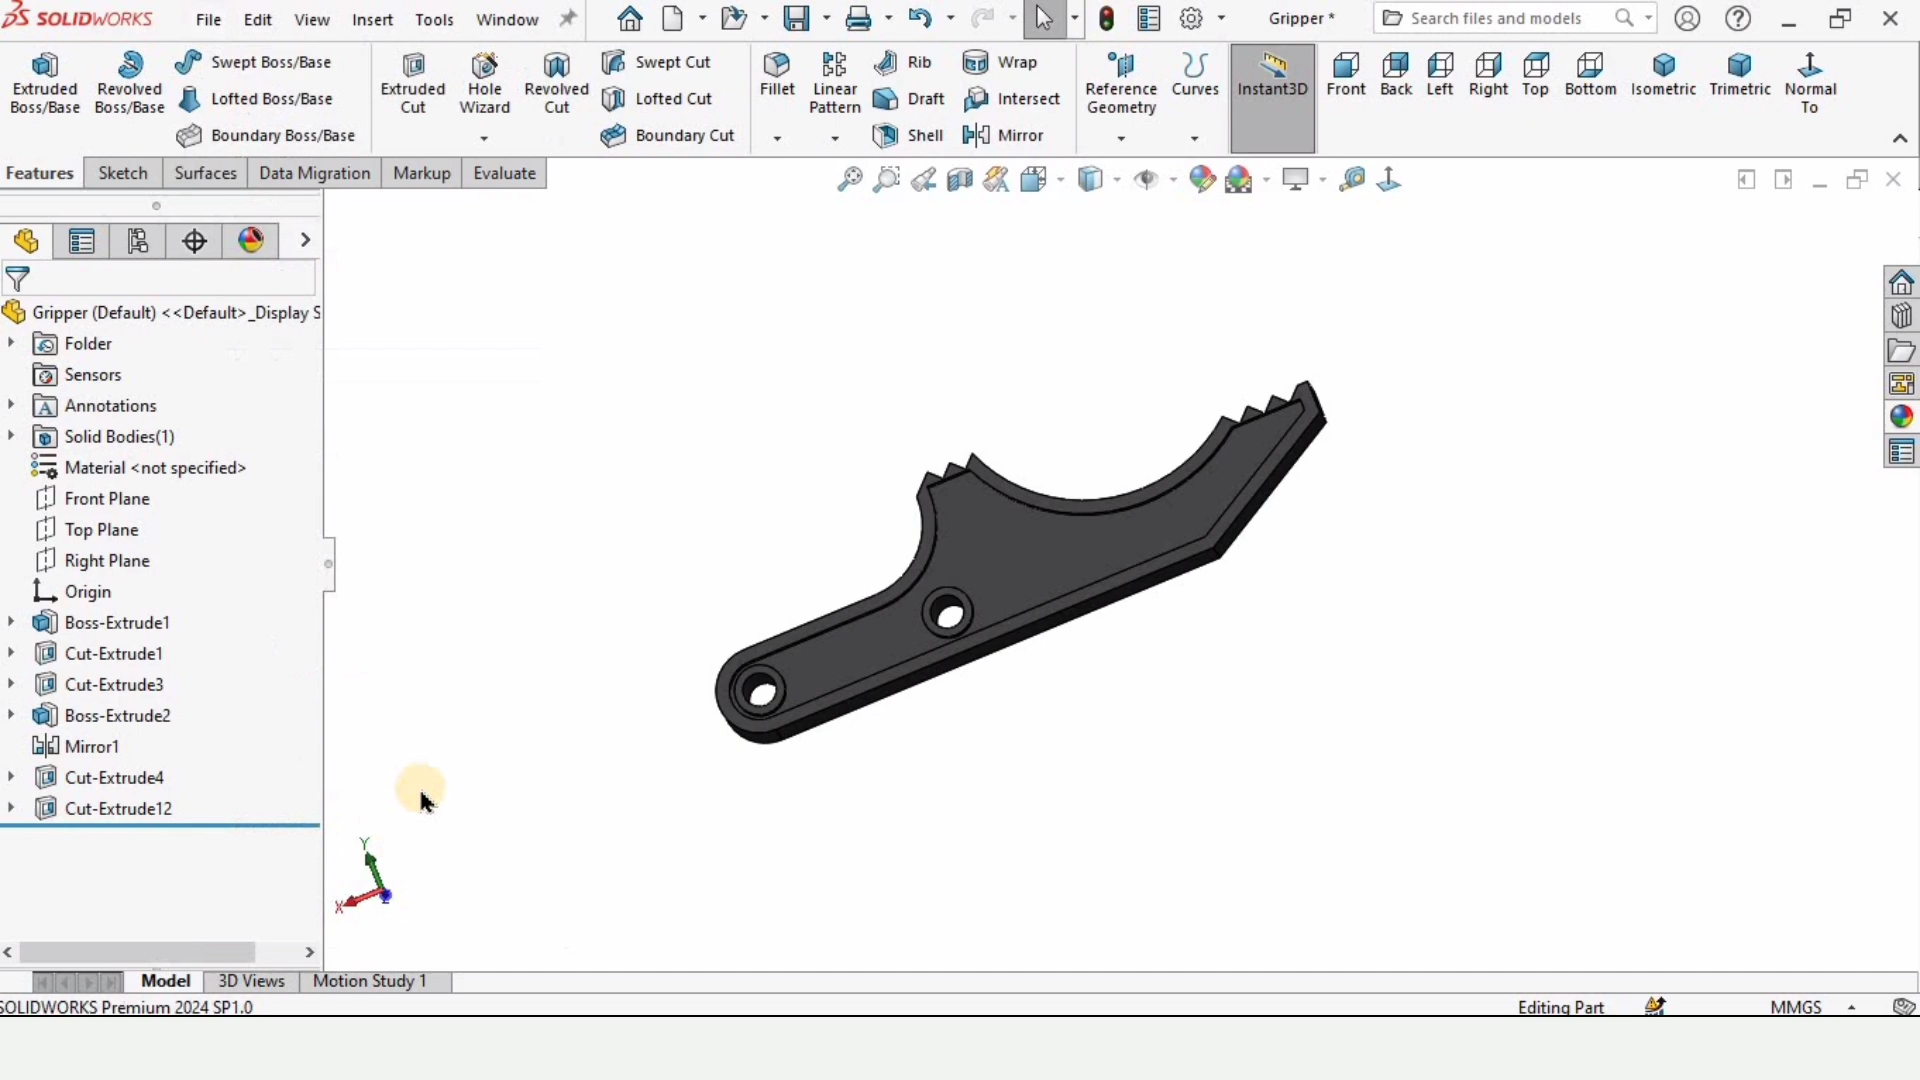 SOLIDWORKS File Edit View Insert Tools Window Gripper * Search files and models
Extruded Boss/Base
Revolved Boss/Base
Swept Boss/Base
Lofted Boss/Base
Boundary Boss/Base
Extruded Cut
Hole Wizard
Revolved Cut
Swept Cut
Lofted Cut
Boundary Cut
Fillet
Linear Pattern
Rib
Draft
Shell
Wrap
Intersect
Mirror
Reference Geometry
Curves
Instant3D
Front
Back
Left
Right
Top
Bottom
Isometric
Trimetric
Normal To
Features Sketch Surfaces Data Migration Markup Evaluate
Gripper (Default) <<Default>_Display S
Folder
Sensors
A Annotations
Solid Bodies(1)
Material <not specified>
Front Plane
Top Plane
Right Plane
Origin
Boss-Extrude1
Cut-Extrude1
Cut-Extrude3
Boss-Extrude2
Mirror1
Cut-Extrude4
Cut-Extrude12
Y
X
Z
Model 3D Views Motion Study 1
SOLIDWORKS Premium 2024 SP1.0 Editing Part MMGS